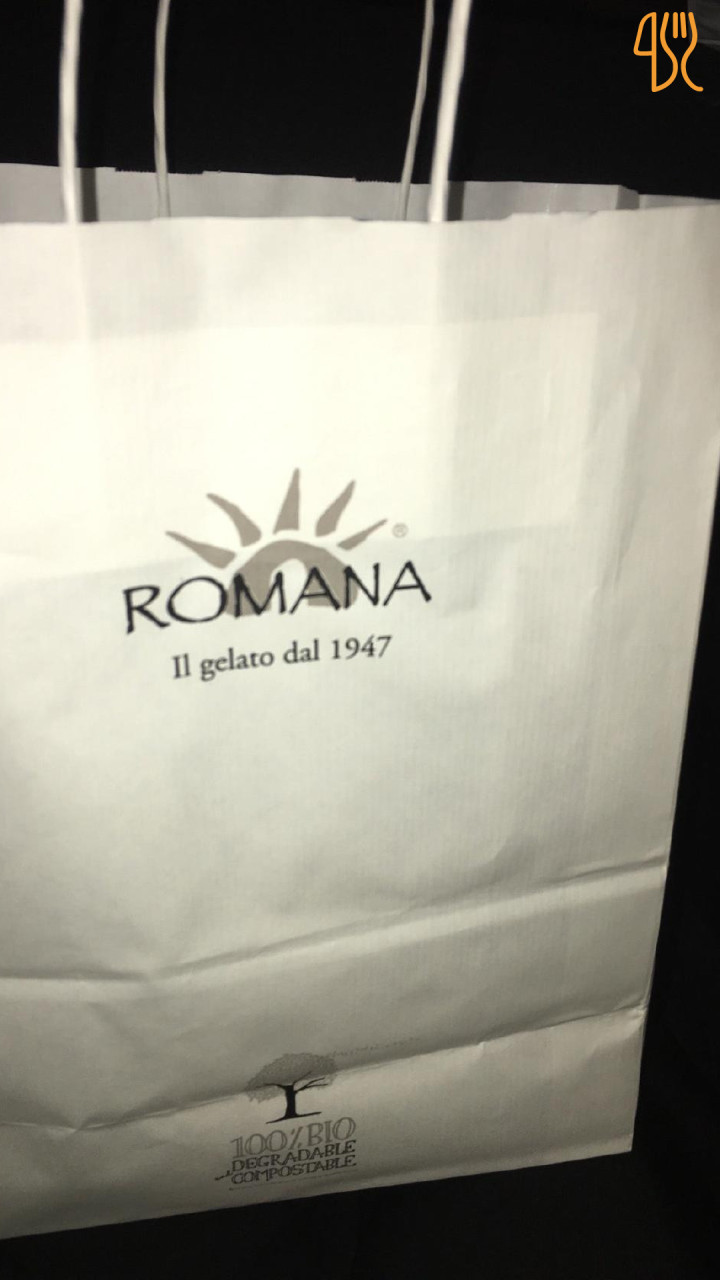 ROMANA
®
Il gelato dal 1947
100% BIO
DEGRADABLE
COMPOSTABLE